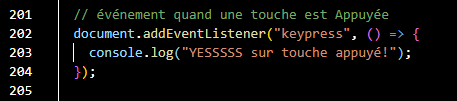 201 // événement quand une touche est Appuyée
202 document.addEventListener("keypress", () => {
203 console.log("YESSSSS sur touche appuyé!");
204 });
205